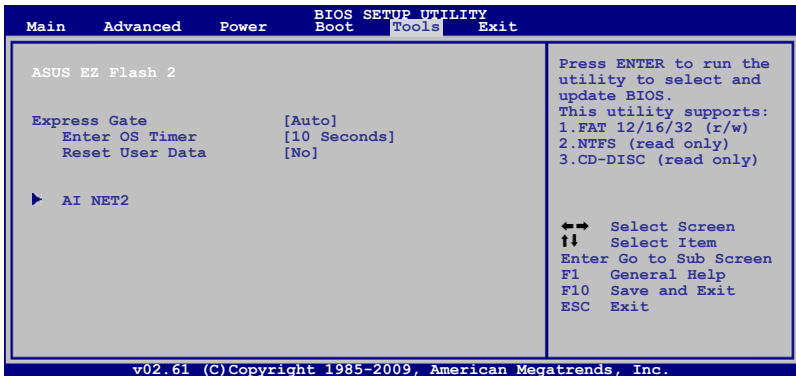 BIOS SETUP UTILITY
Main Advanced Power Boot Tools Exit
ASUS EZ Flash 2
Express Gate [Auto]
Enter OS Timer [10 Seconds]
Reset User Data [No]
AI NET2
Press ENTER to run the
utility to select and
update BIOS.
This utility supports:
1.FAT 12/16/32 (r/w)
2.NTFS (read only)
3.CD-DISC (read only)
Select Screen
Select Item
Enter Go to Sub Screen
F1 General Help
F10 Save and Exit
ESC Exit
v02.61 (C)Copyright 1985-2009, American Megatrends, Inc.